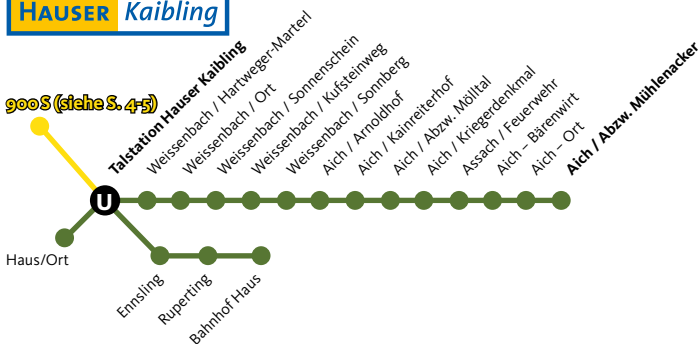 HAUSER Kaibling
900S (siehe S. 4-5)
Talstation Hauser Kaibling
Weissenbach / Hartweger-Marterl
Weissenbach / Ort
Weissenbach / Sonnenschein
Weissenbach / Kufsteinweg
Weissenbach / Sonnberg
Aich / Arnoldhof
Aich / Kainreiterhof
Aich / Abzw. Mölltal
Aich / Kriegerdenkmal
Assach / Feuerwehr
Aich – Bärenwirt
Aich – Ort
Aich / Abzw. Mühlenacker
U
Haus/Ort
Ennsling
Ruperting
Bahnhof Haus